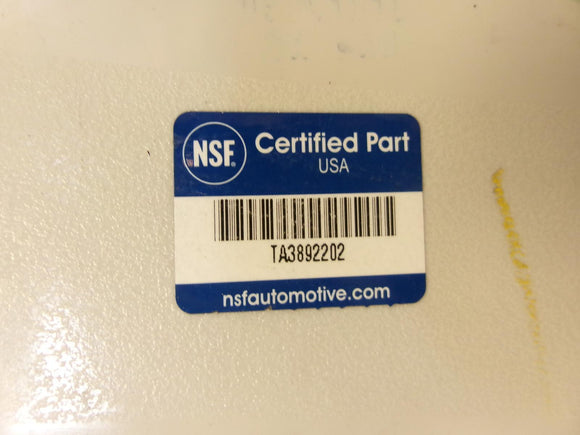 NSF
Certified Part
USA
TA3892202
nsfautomotive.com